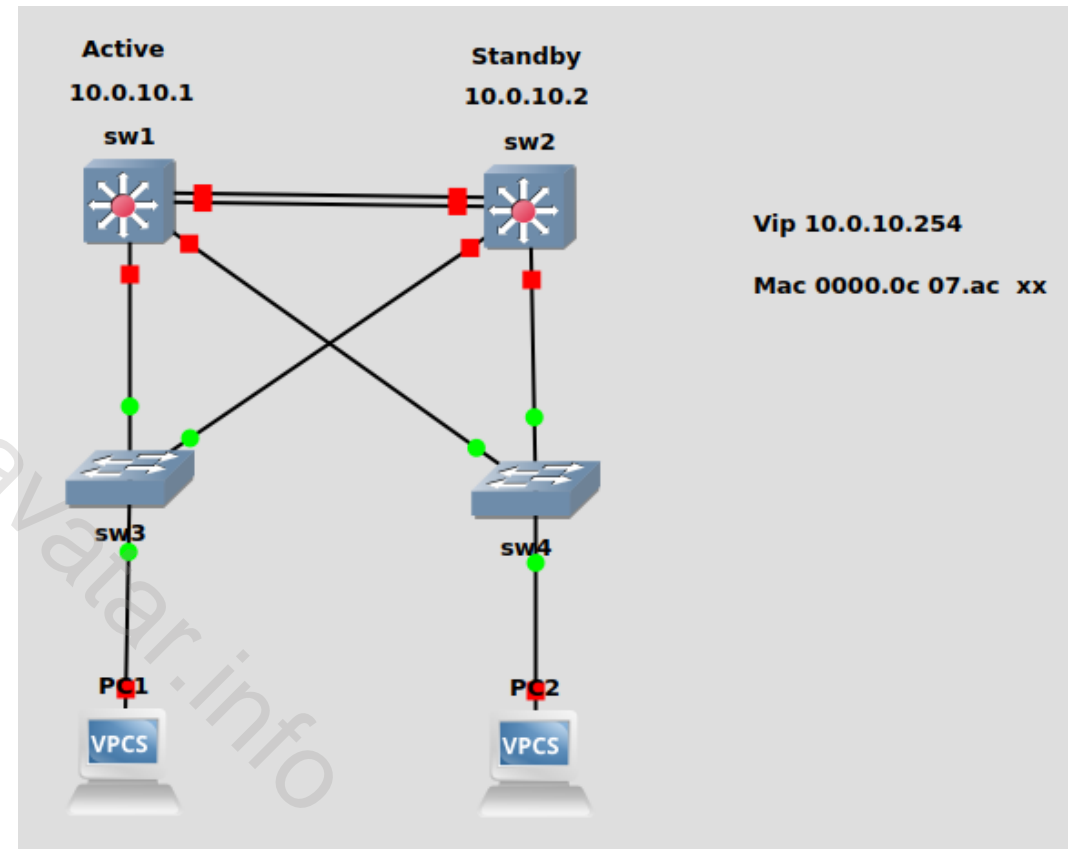 Active
10.0.10.1
sw1
Standby
10.0.10.2
sw2
Vip 10.0.10.254
Mac 0000.0c 07.ac xx
sw3
sw4
PC1
PC2
VPCS
VPCS
avatar.info